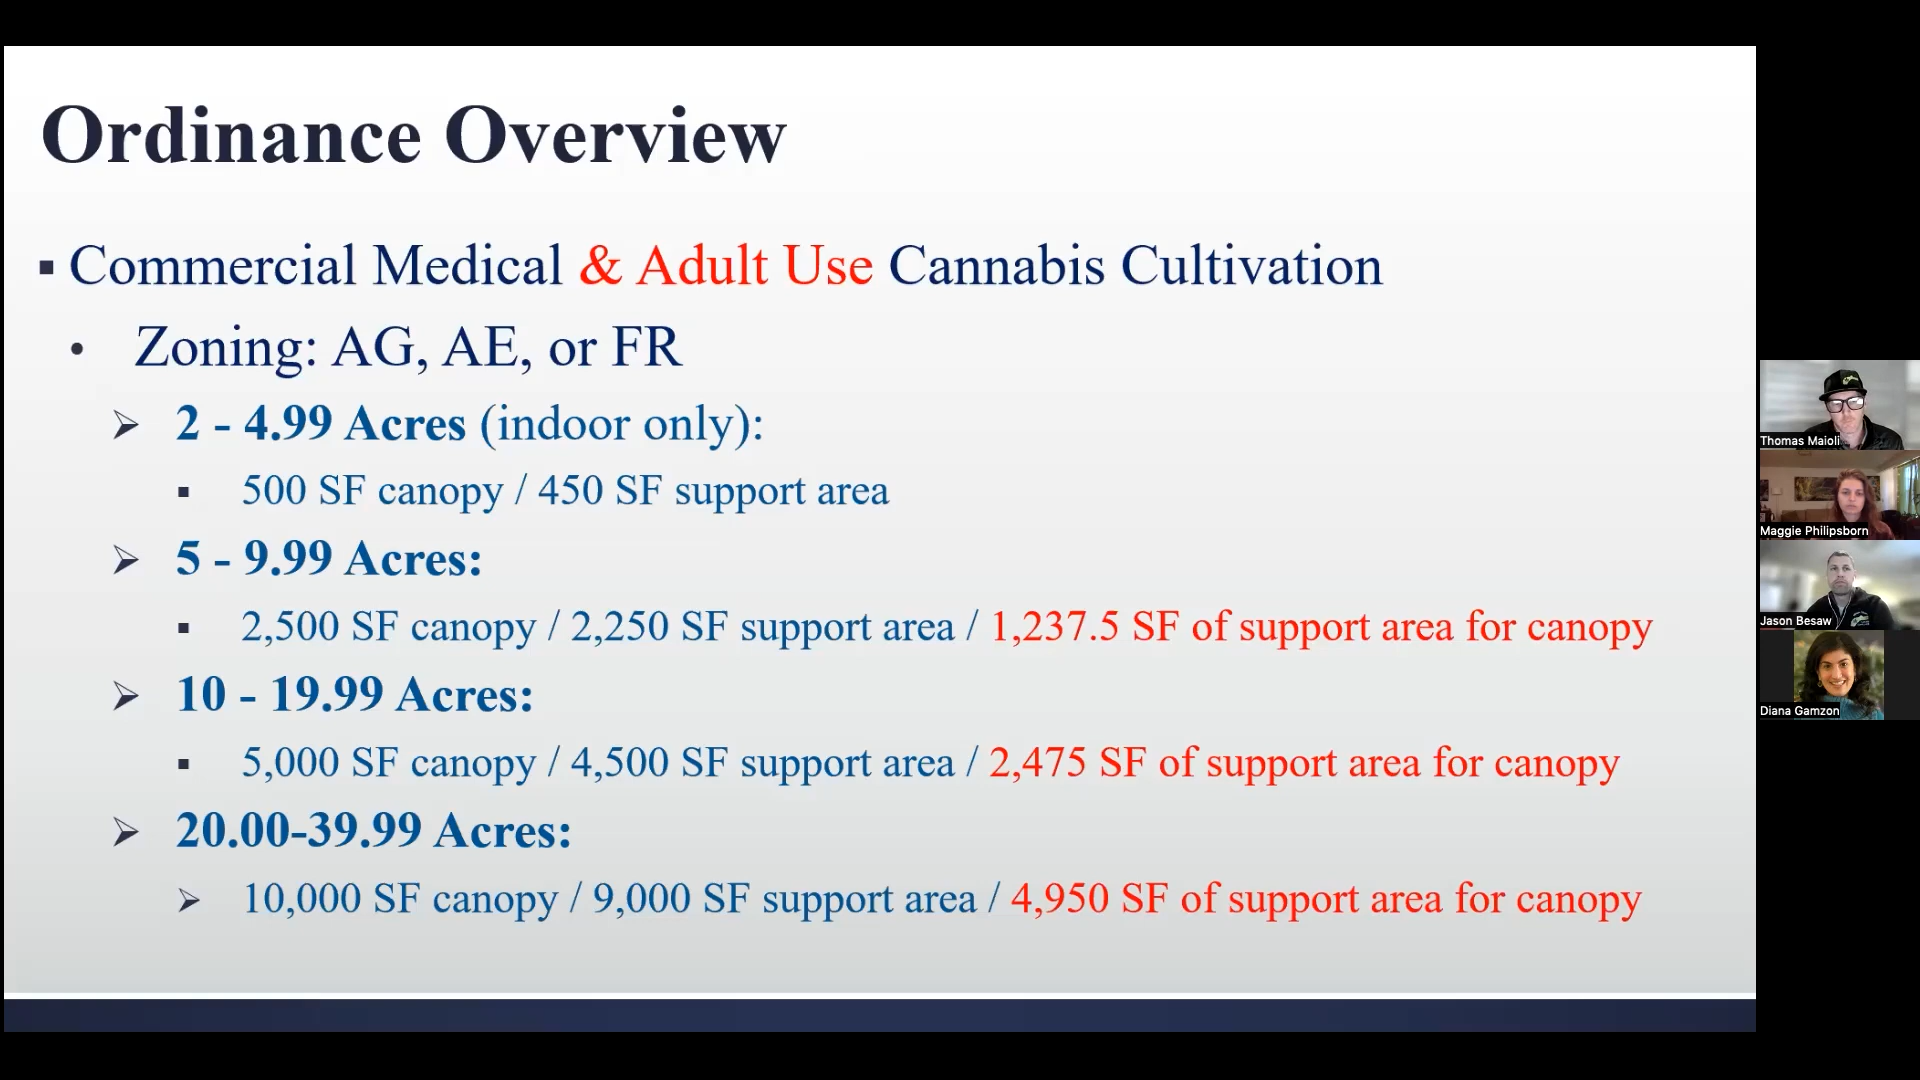 Ordinance Overview
▪ Commercial Medical & Adult Use Cannabis Cultivation
• Zoning: AG, AE, or FR
➢ 2 - 4.99 Acres (indoor only):
▪ 500 SF canopy / 450 SF support area
➢ 5 - 9.99 Acres:
▪ 2,500 SF canopy / 2,250 SF support area / 1,237.5 SF of support area for canopy
➢ 10 - 19.99 Acres:
▪ 5,000 SF canopy / 4,500 SF support area / 2,475 SF of support area for canopy
➢ 20.00-39.99 Acres:
➢ 10,000 SF canopy / 9,000 SF support area / 4,950 SF of support area for canopy
Thomas Maioli
Maggie Philipsborn
Jason Besaw
Diana Gamzon